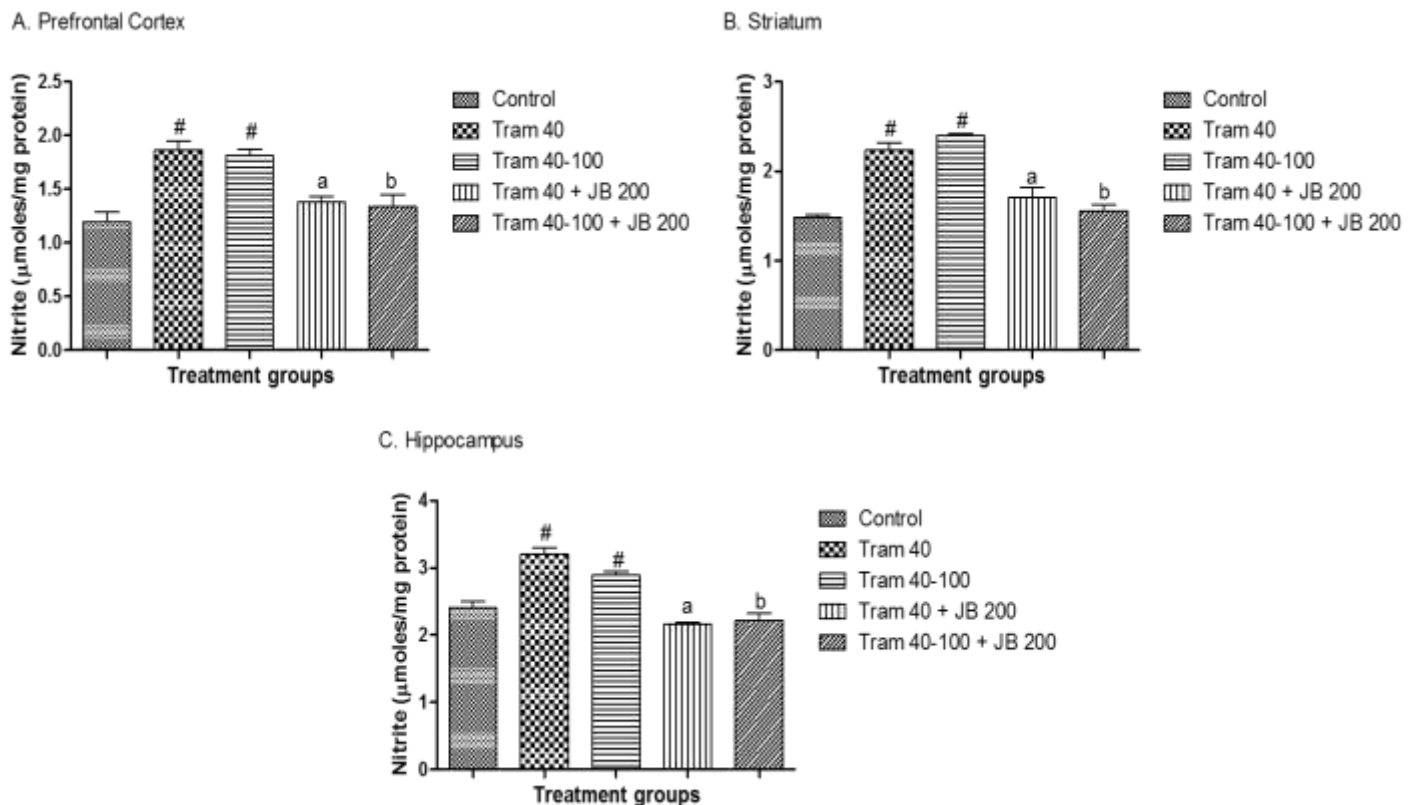 A. Prefrontal Cortex
Nitrite (μmoles/mg protein)
2.5
2.0
1.5
1.0
0.5
0.0
#
#
a
b
Treatment groups
Control
Tram 40
Tram 40-100
Tram 40 + JB 200
Tram 40-100 + JB 200
B. Striatum
Nitrite (μmoles/mg protein)
3
2
1
0
#
#
a
b
Treatment groups
Control
Tram 40
Tram 40-100
Tram 40 + JB 200
Tram 40-100 + JB 200
C. Hippocampus
Nitrite (μmoles/mg protein)
4
3
2
1
0
#
#
a
b
Treatment groups
Control
Tram 40
Tram 40-100
Tram 40 + JB 200
Tram 40-100 + JB 200